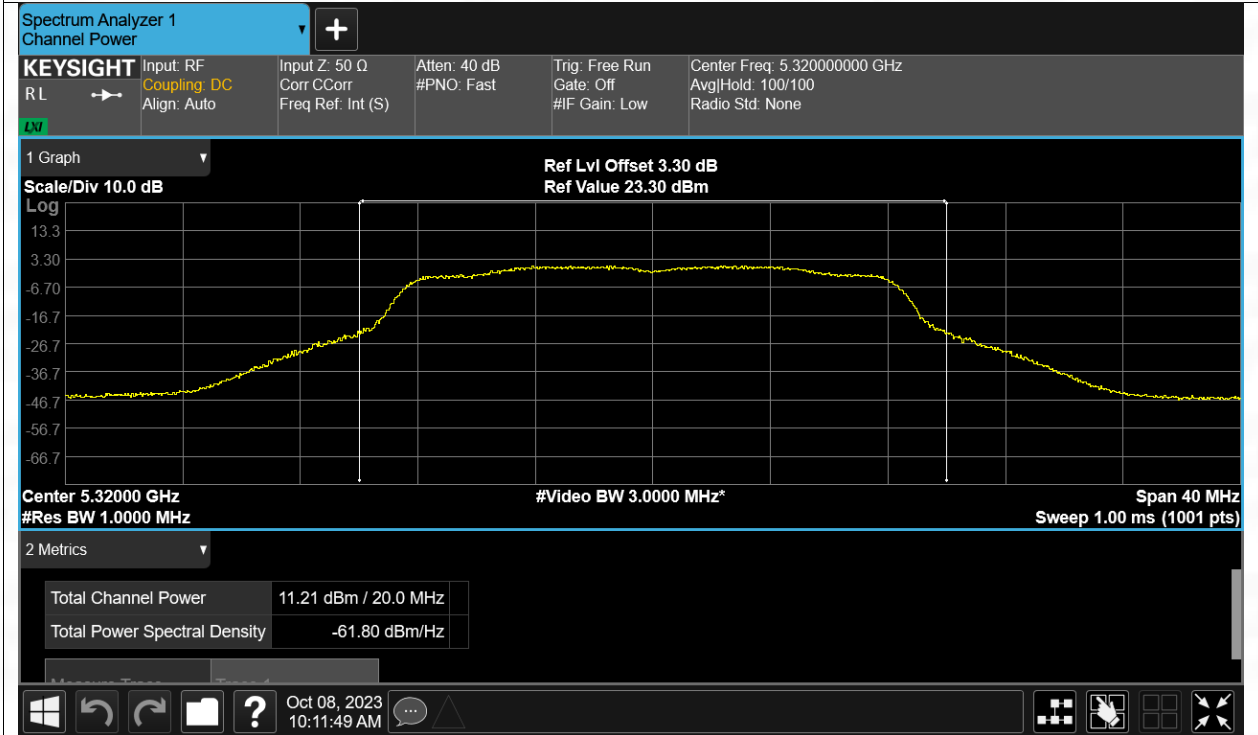 Spectrum Analyzer 1
Channel Power
KEYSIGHT
R L
LXI
Input: RF
Coupling: DC
Align: Auto
Input Z: 50 Ω
Corr CCorr
Freq Ref: Int (S)
Atten: 40 dB
#PNO: Fast
Trig: Free Run
Gate: Off
#IF Gain: Low
Center Freq: 5.320000000 GHz
Avg|Hold: 100/100
Radio Std: None
1 Graph
Scale/Div 10.0 dB
Ref Lvl Offset 3.30 dB
Ref Value 23.30 dBm
Log
13.3
3.30
-6.70
-16.7
-26.7
-36.7
-46.7
-56.7
-66.7
Center 5.32000 GHz
#Video BW 3.0000 MHz*
Span 40 MHz
#Res BW 1.0000 MHz
Sweep 1.00 ms (1001 pts)
2 Metrics
Total Channel Power 11.21 dBm / 20.0 MHz
Total Power Spectral Density -61.80 dBm/Hz
Oct 08, 2023
10:11:49 AM